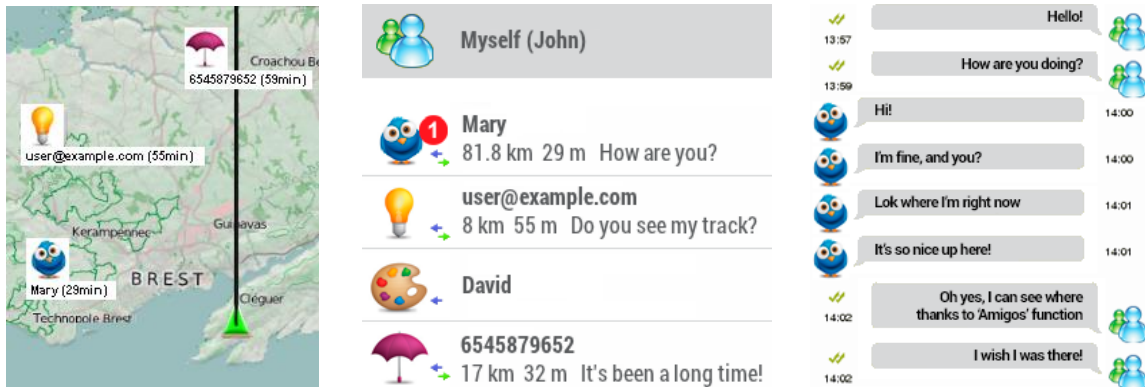 Croachou Be
6545879652 (59min)
user@example.com (55min)
Kerampennec
Guipavas
BREST
Mary (29min)
Cléguer
Technopole Brest
Myself (John)
1
Mary
81.8 km 29 m How are you?
user@example.com
8 km 55 m Do you see my track?
David
6545879652
17 km 32 m It's been a long time!
Hello!
13:57
How are you doing?
13:59
Hi!
14:00
I'm fine, and you?
14:00
Lok where I'm right now
14:01
It's so nice up here!
14:01
Oh yes, I can see where
thanks to 'Amigos' function
14:02
I wish I was there!
14:02